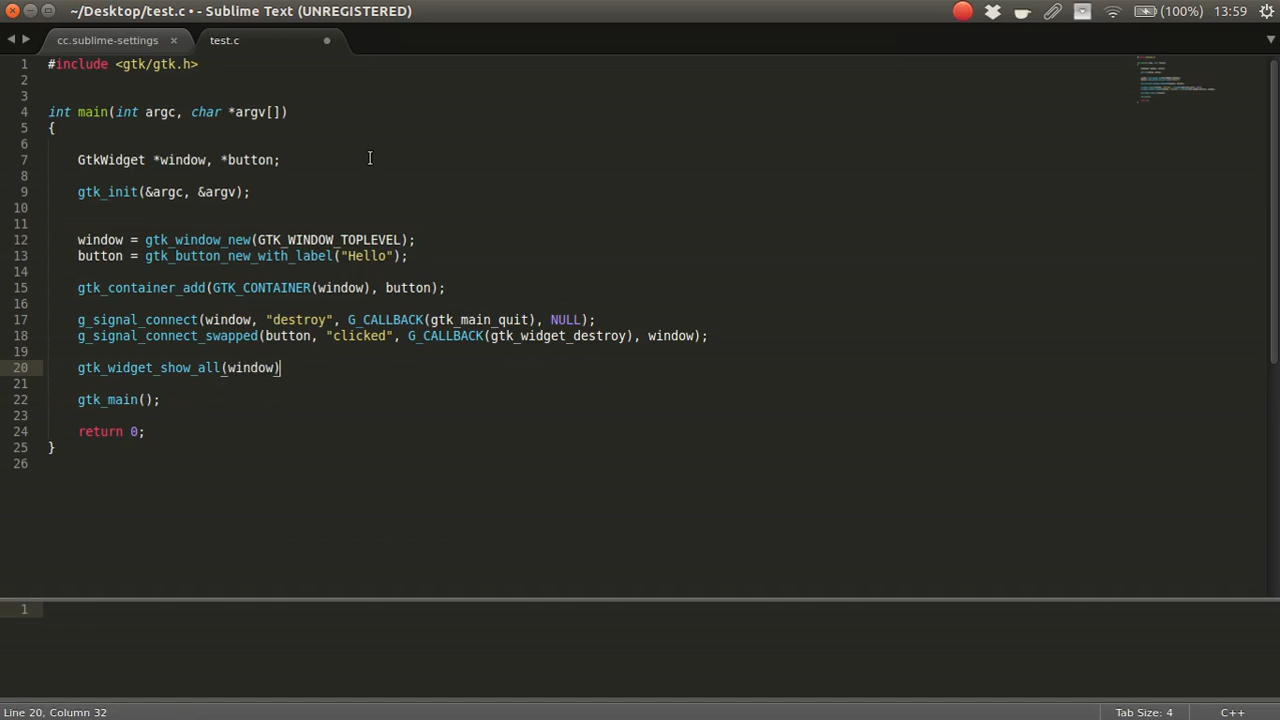 ~/Desktop/test.c • - Sublime Text (UNREGISTERED)
(100%) 13:59
cc.sublime-settings × test.c
1 #include <gtk/gtk.h>
2
3
4 int main(int argc, char *argv[])
5 {
6
7 GtkWidget *window, *button;
8
9 gtk_init(&argc, &argv);
10
11
12 window = gtk_window_new(GTK_WINDOW_TOPLEVEL);
13 button = gtk_button_new_with_label("Hello");
14
15 gtk_container_add(GTK_CONTAINER(window), button);
16
17 g_signal_connect(window, "destroy", G_CALLBACK(gtk_main_quit), NULL);
18 g_signal_connect_swapped(button, "clicked", G_CALLBACK(gtk_widget_destroy), window);
19
20 gtk_widget_show_all(window)
21
22 gtk_main();
23
24 return 0;
25 }
26
1
Line 20, Column 32 Tab Size: 4 C++